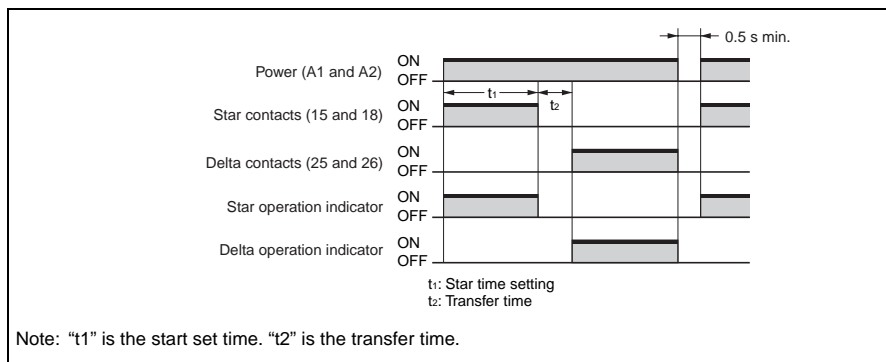 0.5 s min.
Power (A1 and A2) ON
OFF
t1 t2
Star contacts (15 and 18) ON
OFF
Delta contacts (25 and 26) ON
OFF
Star operation indicator ON
OFF
Delta operation indicator ON
OFF
t1: Star time setting
t2: Transfer time
Note: “t1” is the start set time. “t2” is the transfer time.